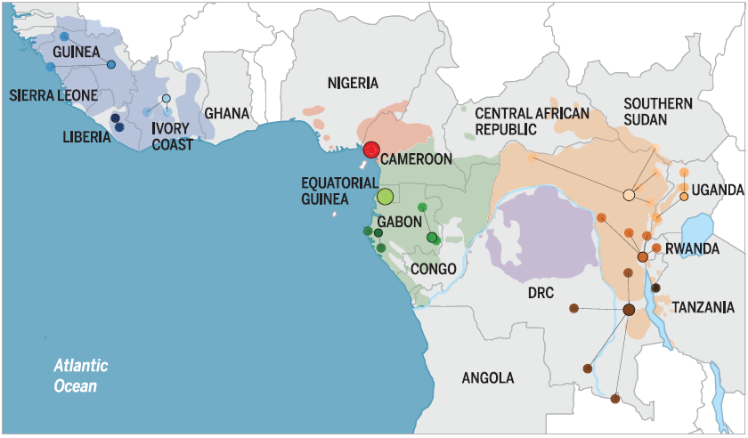 GUINEA
SIERRA LEONE
LIBERIA
IVORY
COAST
GHANA
NIGERIA
CAMEROON
EQUATORIAL
GUINEA
GABON
CONGO
CENTRAL AFRICAN
REPUBLIC
SOUTHERN
SUDAN
UGANDA
RWANDA
DRC
TANZANIA
ANGOLA
Atlantic
Ocean